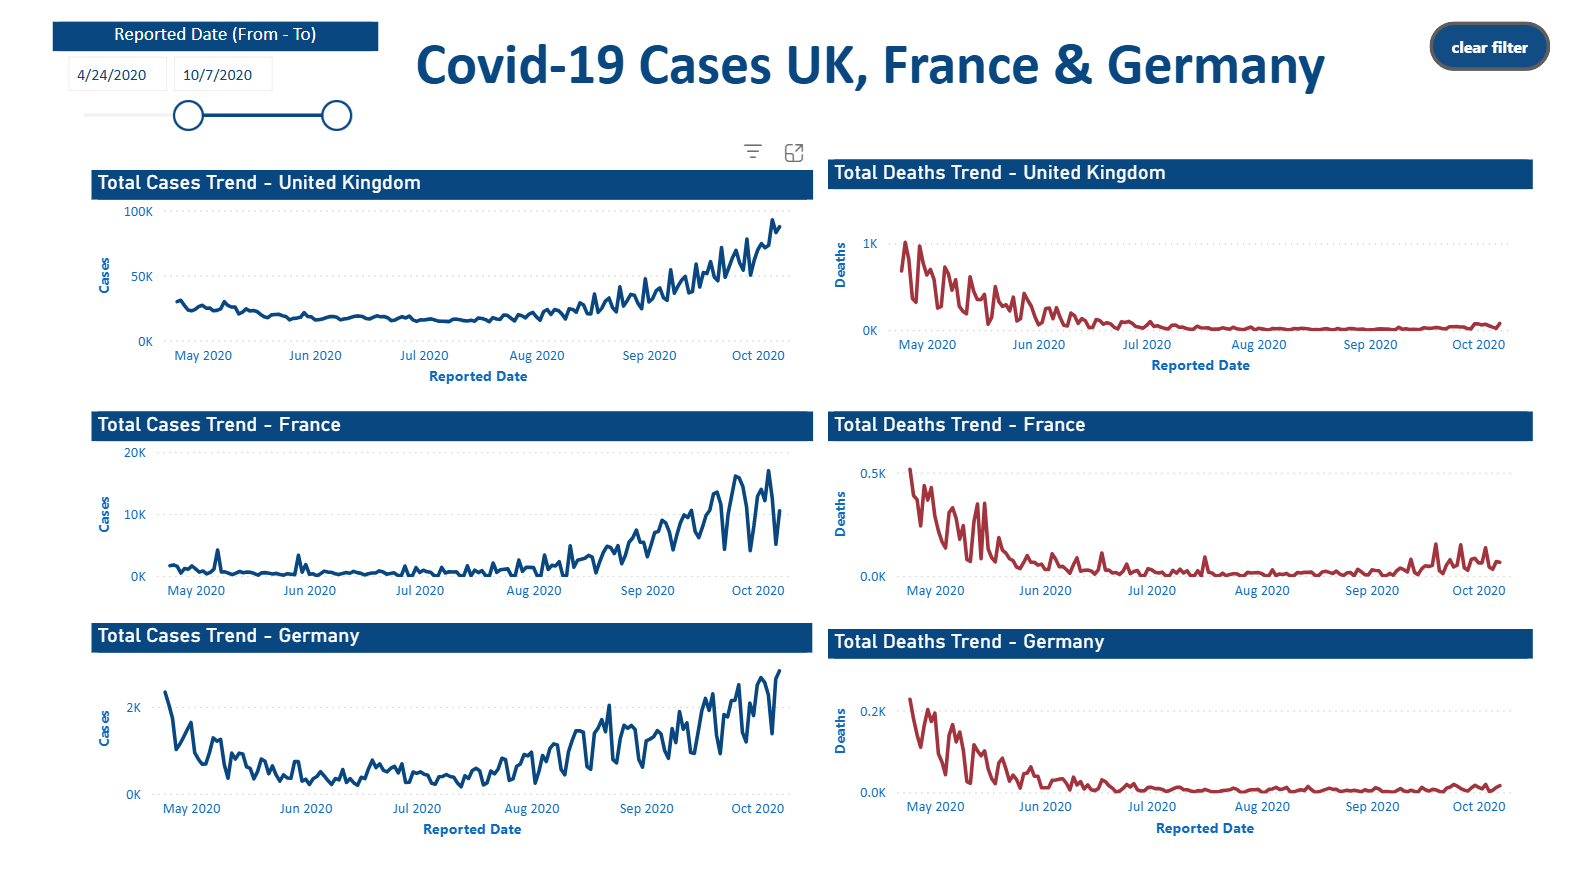 Reported Date (From - To)
4/24/2020 10/7/2020
Covid-19 Cases UK, France & Germany
clear filter
Total Cases Trend - United Kingdom
Cases
100K
50K
0K
May 2020 Jun 2020 Jul 2020 Aug 2020 Sep 2020 Oct 2020
Reported Date
Total Deaths Trend - United Kingdom
Deaths
1K
0K
May 2020 Jun 2020 Jul 2020 Aug 2020 Sep 2020 Oct 2020
Reported Date
Total Cases Trend - France
Cases
20K
10K
0K
May 2020 Jun 2020 Jul 2020 Aug 2020 Sep 2020 Oct 2020
Total Deaths Trend - France
Deaths
0.5K
0.0K
May 2020 Jun 2020 Jul 2020 Aug 2020 Sep 2020 Oct 2020
Total Cases Trend - Germany
Cases
2K
0K
May 2020 Jun 2020 Jul 2020 Aug 2020 Sep 2020 Oct 2020
Reported Date
Total Deaths Trend - Germany
Deaths
0.2K
0.0K
May 2020 Jun 2020 Jul 2020 Aug 2020 Sep 2020 Oct 2020
Reported Date